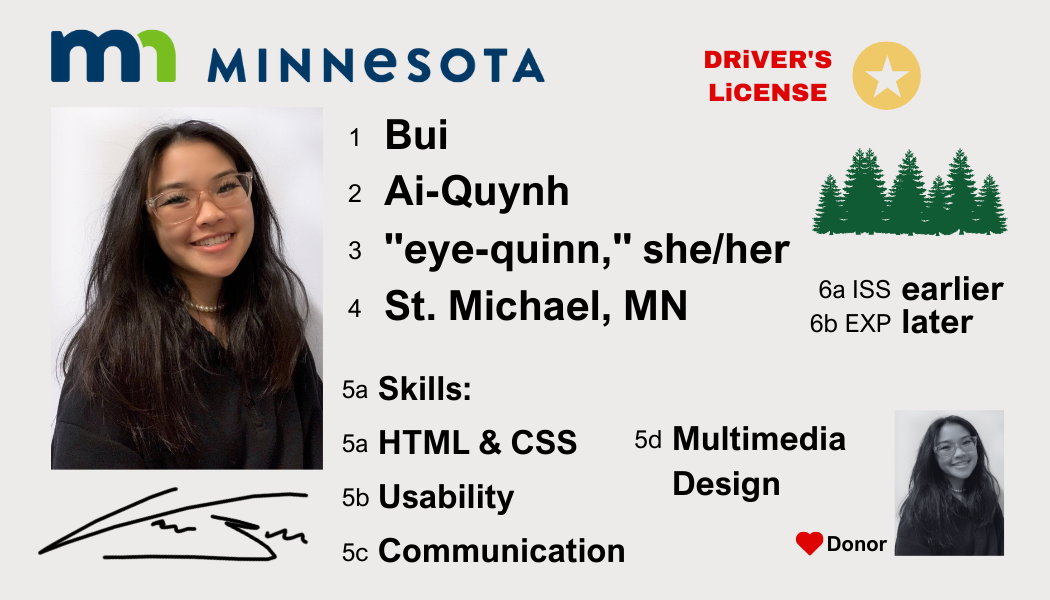 mn MINNESOTA
DRiVER'S
LiCENSE
1 Bui
2 Ai-Quynh
3 "eye-quinn," she/her
4 St. Michael, MN
6a ISS earlier
6b EXP later
5a Skills:
5a HTML & CSS
5b Usability
5c Communication
5d Multimedia
Design
Donor